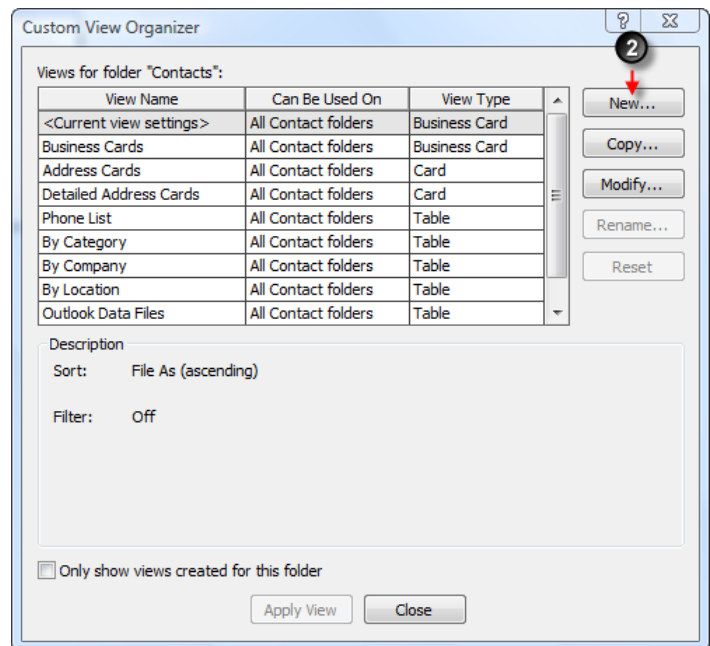 Custom View Organizer
2
Views for folder "Contacts":
View Name Can Be Used On View Type
<Current view settings> All Contact folders Business Card
Business Cards All Contact folders Business Card
Address Cards All Contact folders Card
Detailed Address Cards All Contact folders Card
Phone List All Contact folders Table
By Category All Contact folders Table
By Company All Contact folders Table
By Location All Contact folders Table
Outlook Data Files All Contact folders Table
New...
Copy...
Modify...
Rename...
Reset
Description
Sort: File As (ascending)
Filter: Off
Only show views created for this folder
Apply View Close